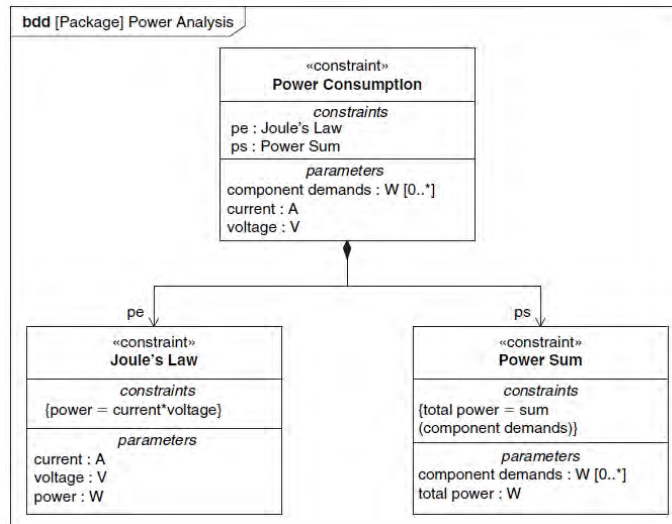 bdd [Package] Power Analysis
«constraint»
Power Consumption
constraints
pe : Joule's Law
ps : Power Sum
parameters
component demands : W [0..*]
current : A
voltage : V
pe
ps
«constraint»
Joule's Law
constraints
{power = current*voltage}
parameters
current : A
voltage : V
power : W
«constraint»
Power Sum
constraints
{total power = sum
(component demands)}
parameters
component demands : W [0..*]
total power : W